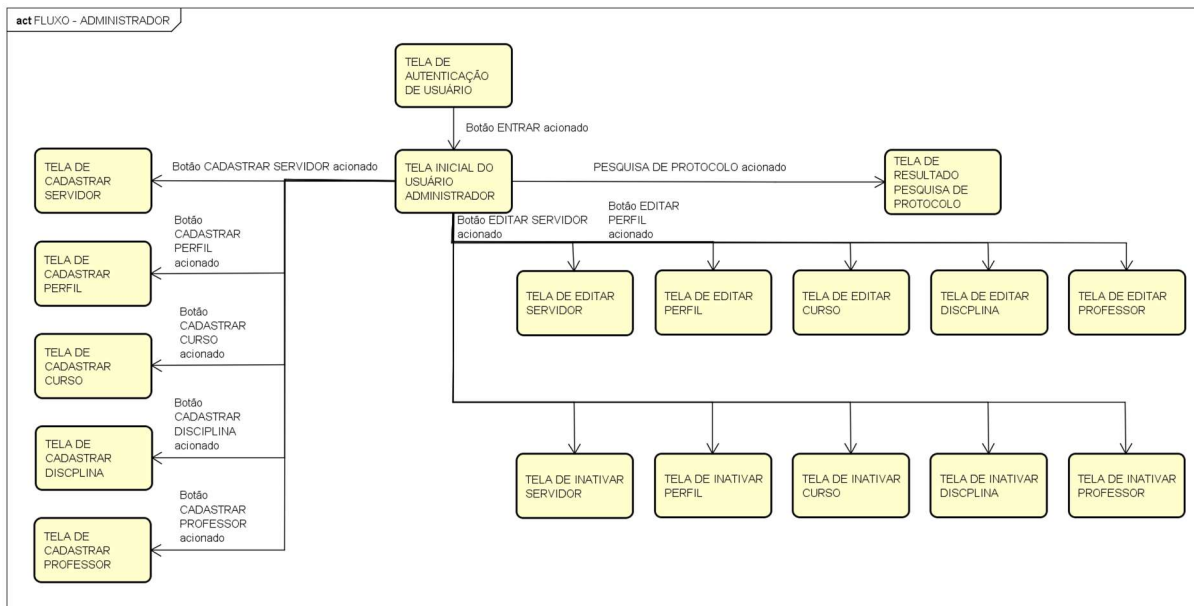 act FLUXO - ADMINISTRADOR
TELA DE
AUTENTICAÇÃO
DE USUÁRIO
Botão ENTRAR acionado
TELA DE
CADASTRAR
SERVIDOR
Botão CADASTRAR SERVIDOR acionado
TELA INICIAL DO
USUÁRIO
ADMINISTRADOR
PESQUISA DE PROTOCOLO acionado
TELA DE
RESULTADO
PESQUISA DE
PROTOCOLO
Botão EDITAR SERVIDOR
acionado
Botão EDITAR
PERFIL
acionado
Botão
CADASTRAR
PERFIL
acionado
TELA DE
CADASTRAR
PERFIL
TELA DE EDITAR
SERVIDOR
TELA DE EDITAR
PERFIL
TELA DE EDITAR
CURSO
TELA DE EDITAR
DISCPLINA
TELA DE EDITAR
PROFESSOR
Botão
CADASTRAR
CURSO
acionado
TELA DE
CADASTRAR
CURSO
Botão
CADASTRAR
DISCIPLINA
acionado
TELA DE
CADASTRAR
DISCPLINA
TELA DE INATIVAR
SERVIDOR
TELA DE INATIVAR
PERFIL
TELA DE INATIVAR
CURSO
TELA DE INATIVAR
DISCPLINA
TELA DE INATIVAR
PROFESSOR
Botão
CADASTRAR
PROFESSOR
acionado
TELA DE
CADASTRAR
PROFESSOR